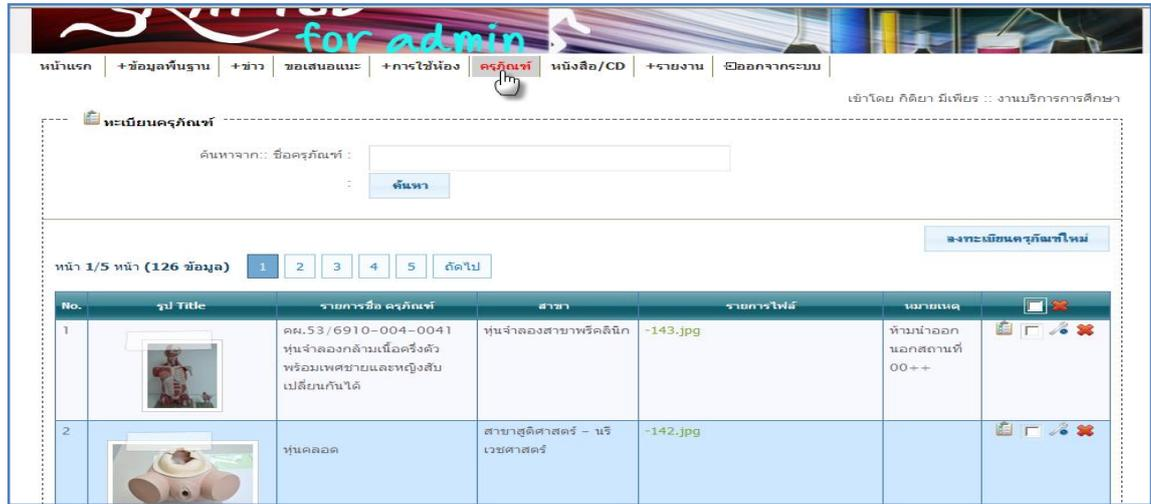 for admin
หน้าแรก +ข้อมูลพื้นฐาน +ข่าว ขอเสนอแนะ +การใช้ห้อง ครุภัณฑ์ หนังสือ/CD +รายงาน ออกจากระบบ
เข้าโดย กิติยา มีเพียร :: งานบริการการศึกษา
ทะเบียนครุภัณฑ์
ค้นหาจาก:: ชื่อครุภัณฑ์ :
:
ค้นหา
ลงทะเบียนครุภัณฑ์ใหม่
หน้า 1/5 หน้า (126 ข้อมูล) 1 2 3 4 5 ถัดไป
No. รูป Title รายการชื่อ ครุภัณฑ์ สาขา รายการไฟล์ หมายเหตุ
1 คผ.53/6910-004-0041 หุ่นจำลองสาขาพรีคลินิก -143.jpg ห้ามนำออก
หุ่นจำลองกล้ามเนื้อครึ่งตัว นอกสถานที่
พร้อมเพศชายและหญิงสับ 00++
เปลี่ยนกันได้
2 หุ่นคลอด สาขาสูติศาสตร์ - นรี -142.jpg
เวชศาสตร์